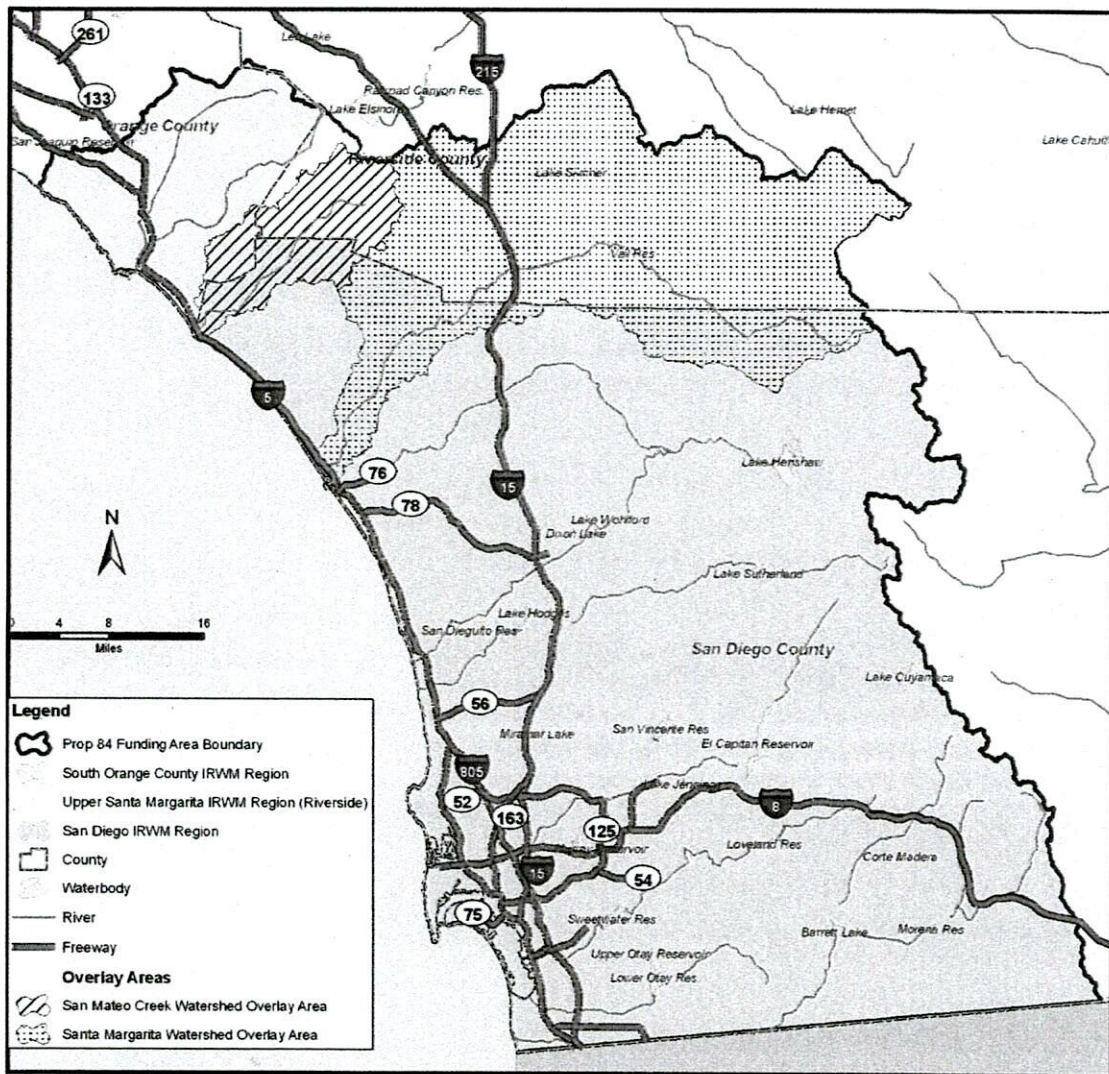 261
133
Orange County
San Joaquin Reservoir
Lee Lake
215
Railroad Canyon Res.
Lake Elsinore
Riverside County
Lake Hemet
Lake Cahuilla
Lake Skinner
Vail Res
5
76
78
15
Lake Henshaw
Lake Wohlford
Dixon Lake
Lake Sutherland
N
0 4 8 16
Miles
Lake Hodges
San Dieguito Res
San Diego County
Lake Cuyamaca
56
Miramar Lake
San Vincente Res
El Capitan Reservoir
805
52
163
125
Lake Jennings
8
Reservoir
Loveland Res
Corte Madera
15
54
75
Sweetwater Res
Barrett Lake
Morena Res
Upper Otay Reservoir
Lower Otay Res
Legend
Prop 84 Funding Area Boundary
South Orange County IRWM Region
Upper Santa Margarita IRWM Region (Riverside)
San Diego IRWM Region
County
Waterbody
River
Freeway
Overlay Areas
San Mateo Creek Watershed Overlay Area
Santa Margarita Watershed Overlay Area